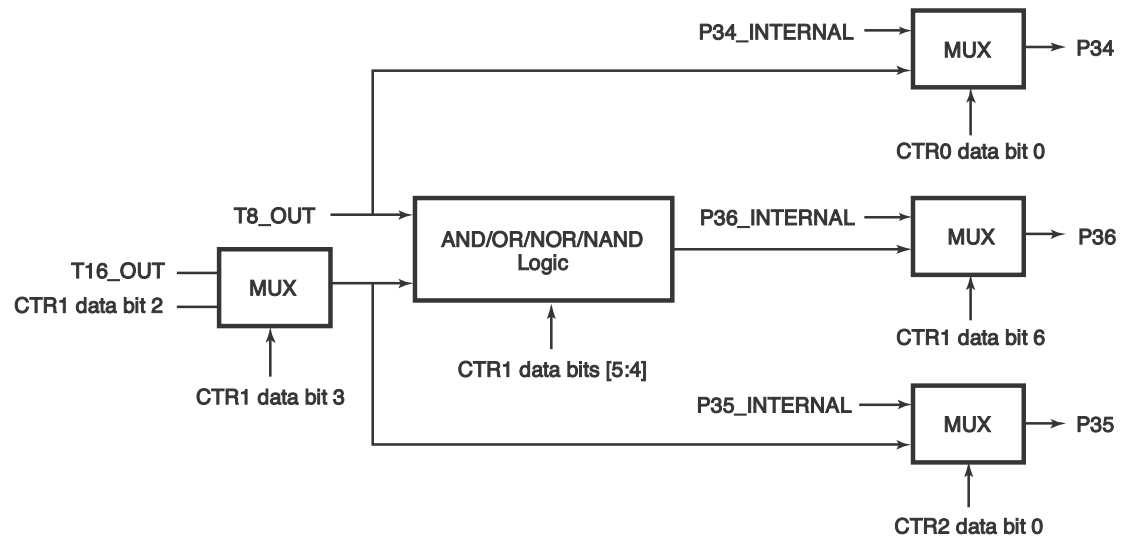 P34_INTERNAL
MUX
P34
CTR0 data bit 0
T8_OUT
AND/OR/NOR/NAND
Logic
P36_INTERNAL
MUX
P36
T16_OUT
CTR1 data bit 2
MUX
CTR1 data bit 6
CTR1 data bits [5:4]
CTR1 data bit 3
P35_INTERNAL
MUX
P35
CTR2 data bit 0